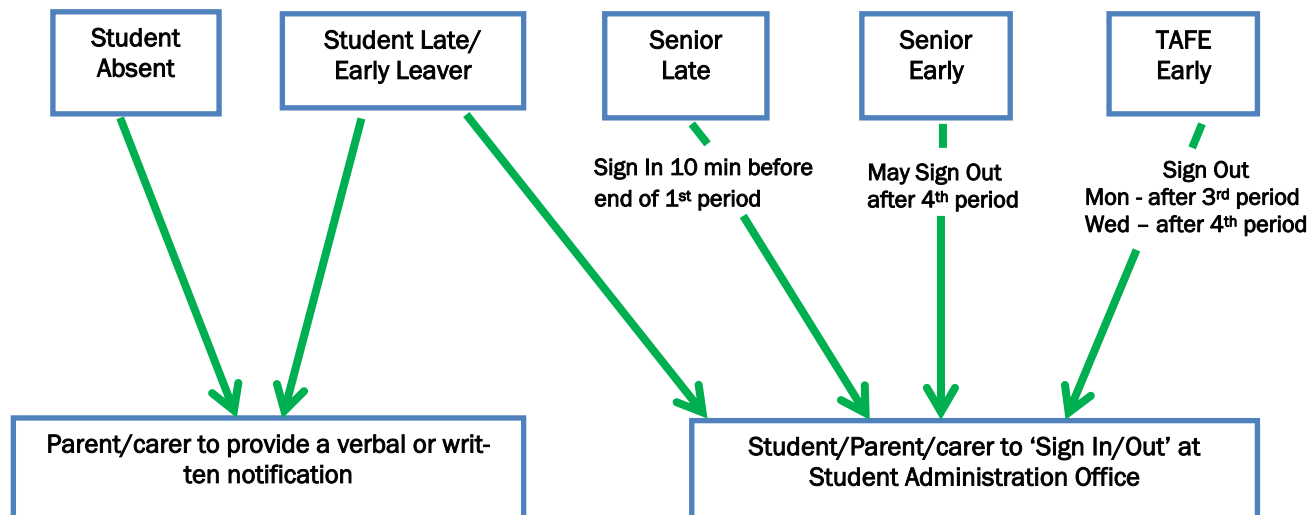 Student
Absent
Student Late/
Early Leaver
Senior
Late
Senior
Early
TAFE
Early
Sign In 10 min before
end of 1st period
May Sign Out
after 4th period
Sign Out
Mon - after 3rd period
Wed – after 4th period
Parent/carer to provide a verbal or writ-
ten notification
Student/Parent/carer to ‘Sign In/Out’ at
Student Administration Office